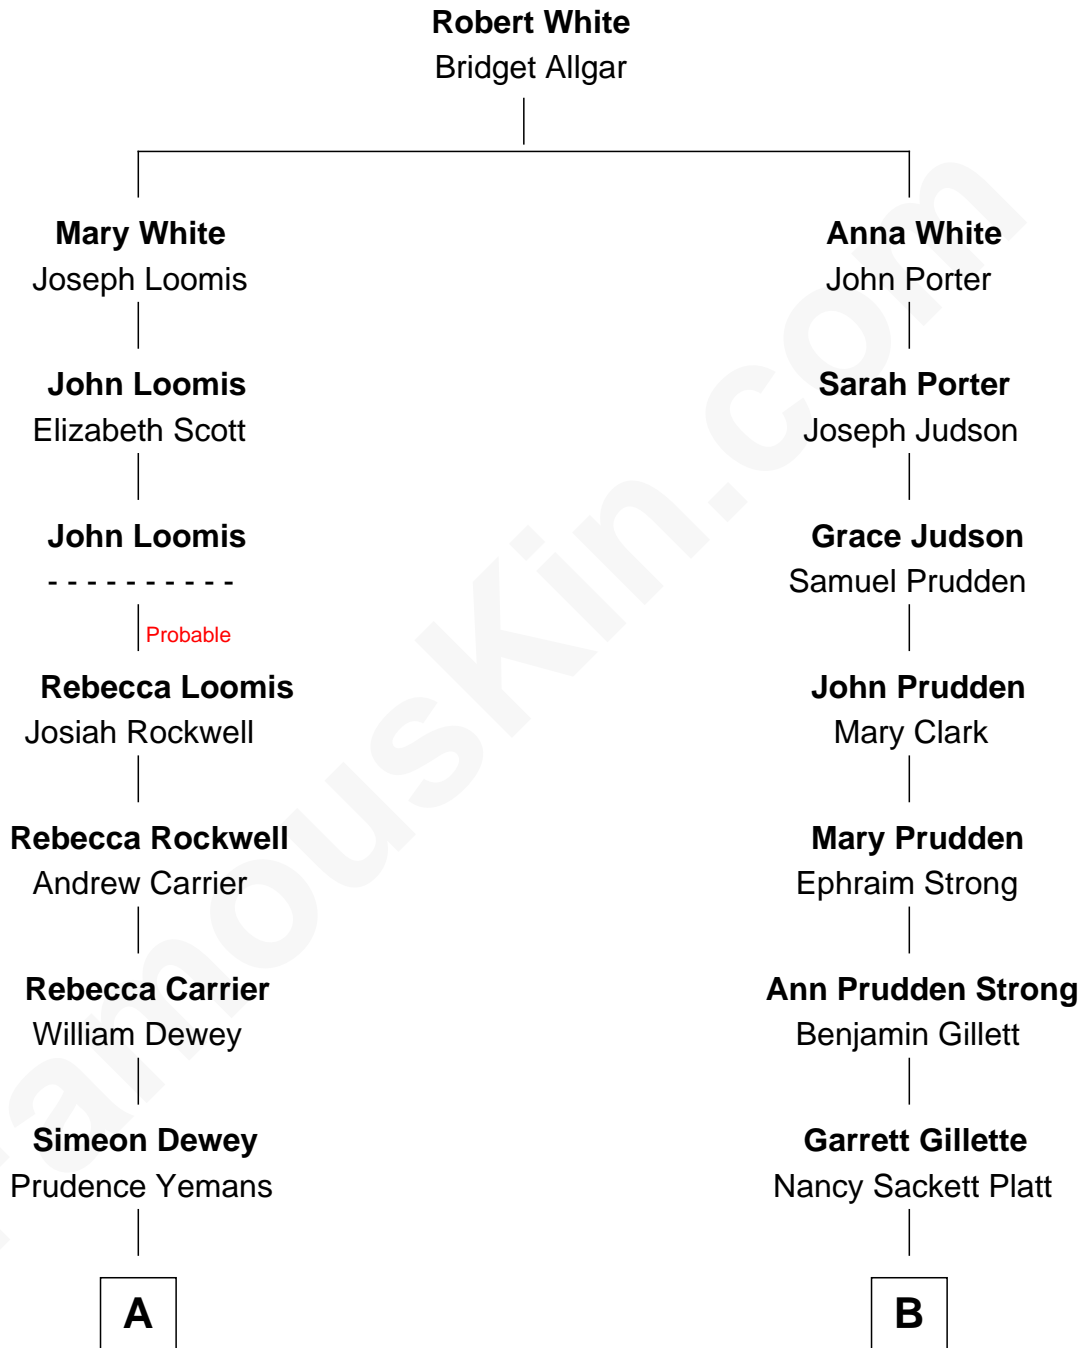 Robert White
Bridget Allgar
Mary White
Joseph Loomis
Anna White
John Porter
John Loomis
Elizabeth Scott
Sarah Porter
Joseph Judson
John Loomis
- - - - - - - - - -
Grace Judson
Samuel Prudden
Probable
Rebecca Loomis
Josiah Rockwell
John Prudden
Mary Clark
Rebecca Rockwell
Andrew Carrier
Mary Prudden
Ephraim Strong
Rebecca Carrier
William Dewey
Ann Prudden Strong
Benjamin Gillett
Simeon Dewey
Prudence Yemans
Garrett Gillette
Nancy Sackett Platt
A
B
FamousKin.com